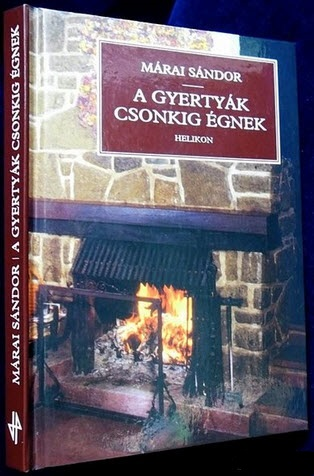 MÁRAI SÁNDOR
A GYERTYÁK
CSONKIG ÉGNEK
HELIKON
MÁRAI SÁNDOR | A GYERTYÁK CSONKIG ÉGNEK